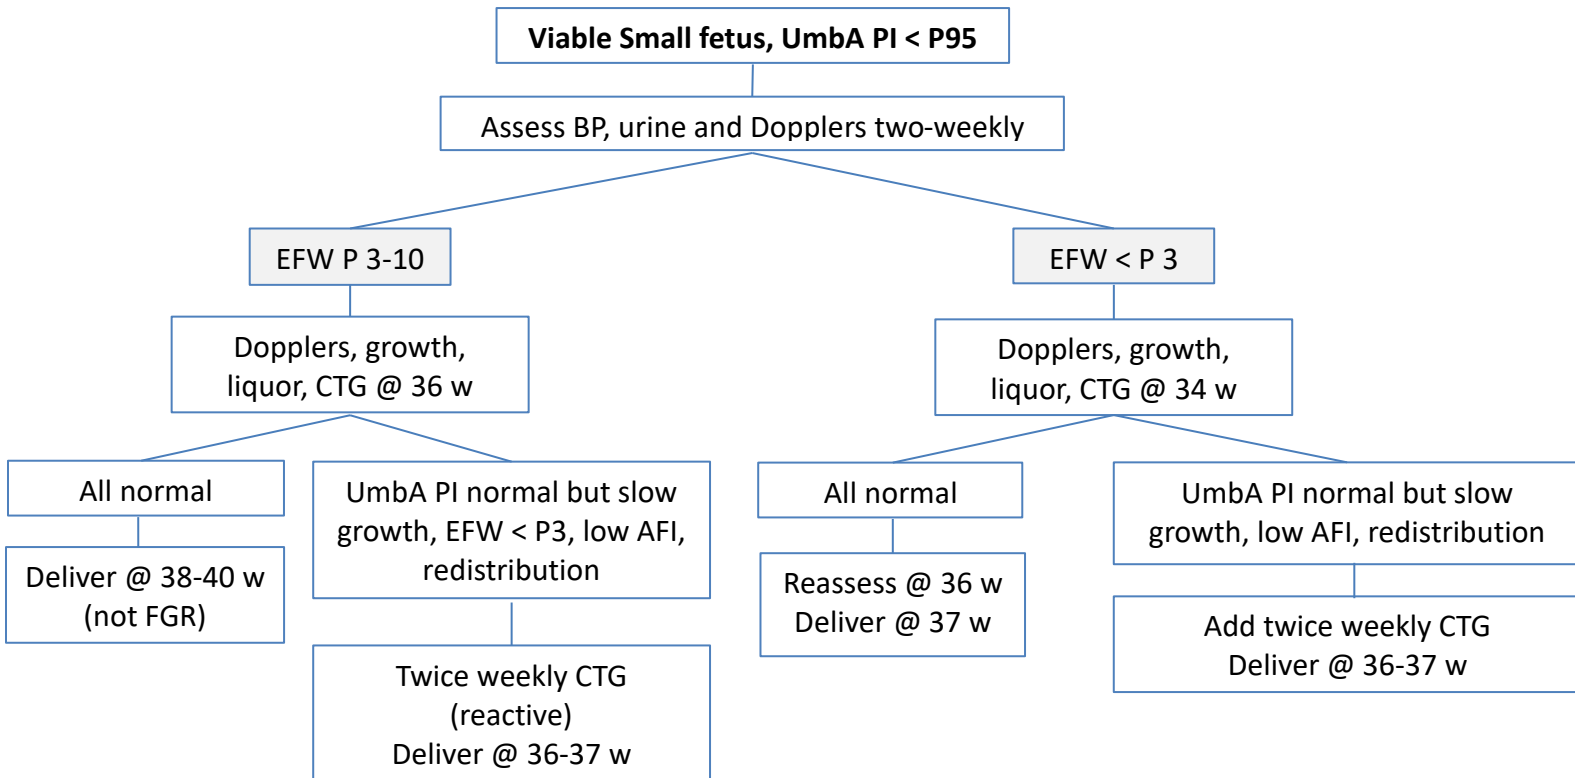 Viable Small fetus, UmbA PI < P95
Assess BP, urine and Dopplers two-weekly
EFW P 3-10
EFW < P 3
Dopplers, growth,
liquor, CTG @ 36 w
Dopplers, growth,
liquor, CTG @ 34 w
All normal
UmbA PI normal but slow
growth, EFW < P3, low AFI,
redistribution
All normal
UmbA PI normal but slow
growth, low AFI, redistribution
Deliver @ 38-40 w
(not FGR)
Twice weekly CTG
(reactive)
Deliver @ 36-37 w
Reassess @ 36 w
Deliver @ 37 w
Add twice weekly CTG
Deliver @ 36-37 w